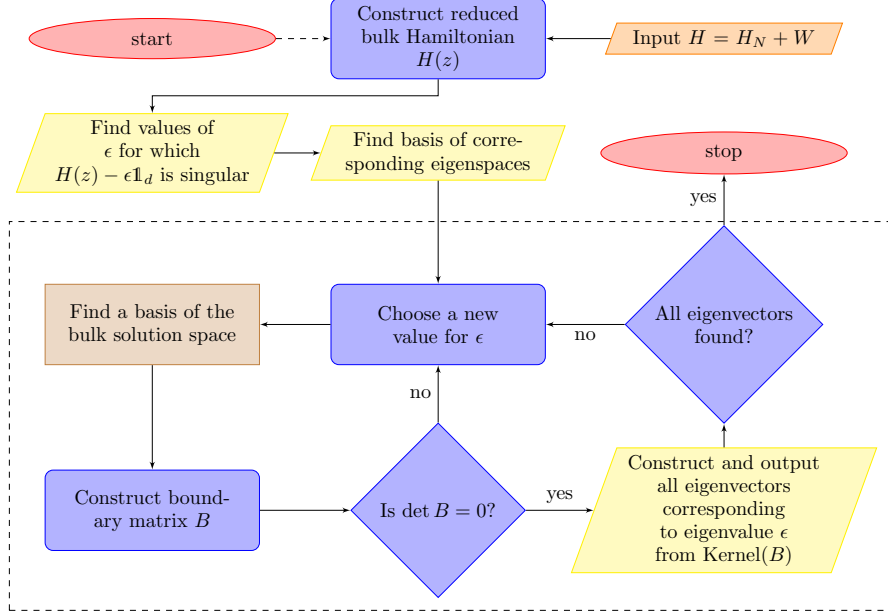 start
Construct reduced
bulk Hamiltonian
H(z)
Input H = H_N + W
Find values of
ϵ for which
H(z) − ϵ𝟙_d is singular
Find basis of corre-
sponding eigenspaces
stop
yes
Find a basis of the
bulk solution space
Choose a new
value for ϵ
no
All eigenvectors
found?
no
Construct bound-
ary matrix B
Is det B = 0?
yes
Construct and output
all eigenvectors
corresponding
to eigenvalue ϵ
from Kernel(B)